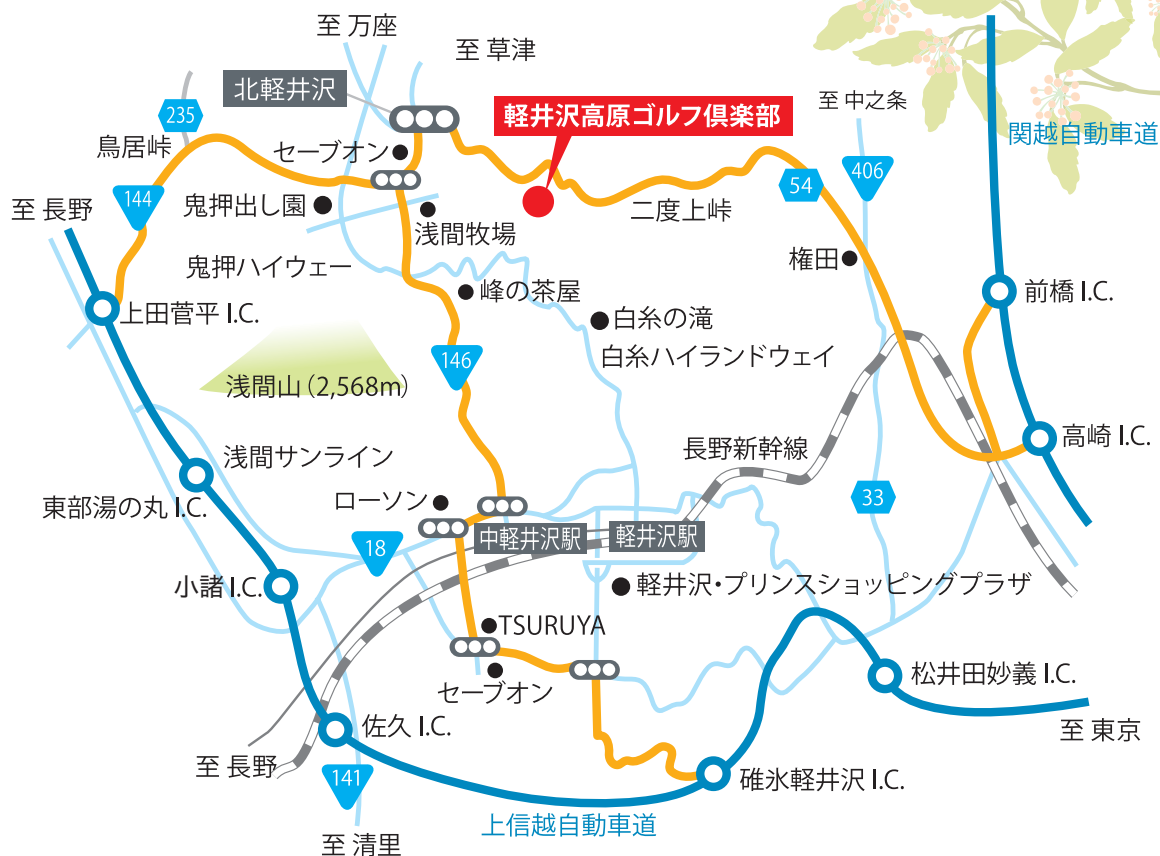 至 万座
至 草津
北軽井沢
軽井沢高原ゴルフ倶楽部
至 中之条
関越自動車道
235
鳥居峠
セーブオン
144
54
406
至 長野
鬼押出し園
浅間牧場
二度上峠
鬼押ハイウェー
権田
峰の茶屋
前橋 I.C.
上田菅平 I.C.
白糸の滝
白糸ハイランドウェイ
146
浅間山（2,568m）
長野新幹線
高崎 I.C.
浅間サンライン
ローソン
東部湯の丸 I.C.
33
18
中軽井沢駅
軽井沢駅
小諸 I.C.
軽井沢・プリンスショッピングプラザ
TSURUYA
セーブオン
松井田妙義 I.C.
佐久 I.C.
至 東京
至 長野
141
碓氷軽井沢 I.C.
上信越自動車道
至 清里